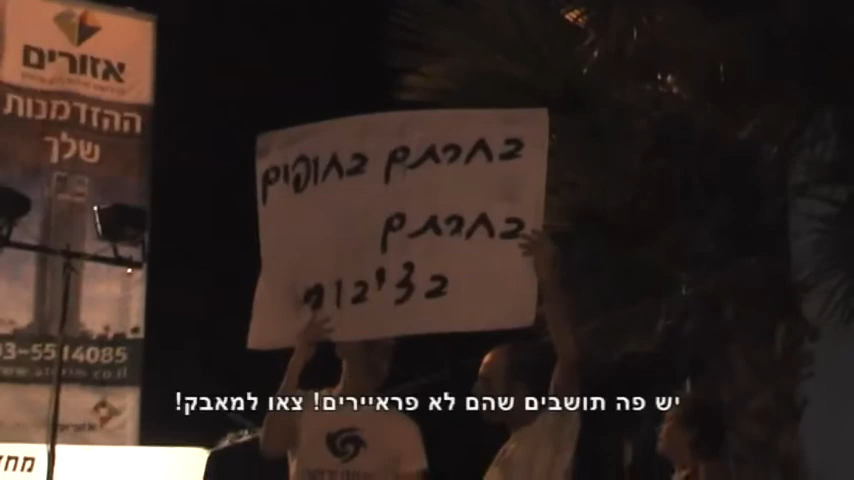 אזורים
ההזדמנות
שלך
בחרתם בחופים
בחרתם
בציבור
03-5514085
יש פה תושבים שהם לא פראיירים! צאו למאבק!